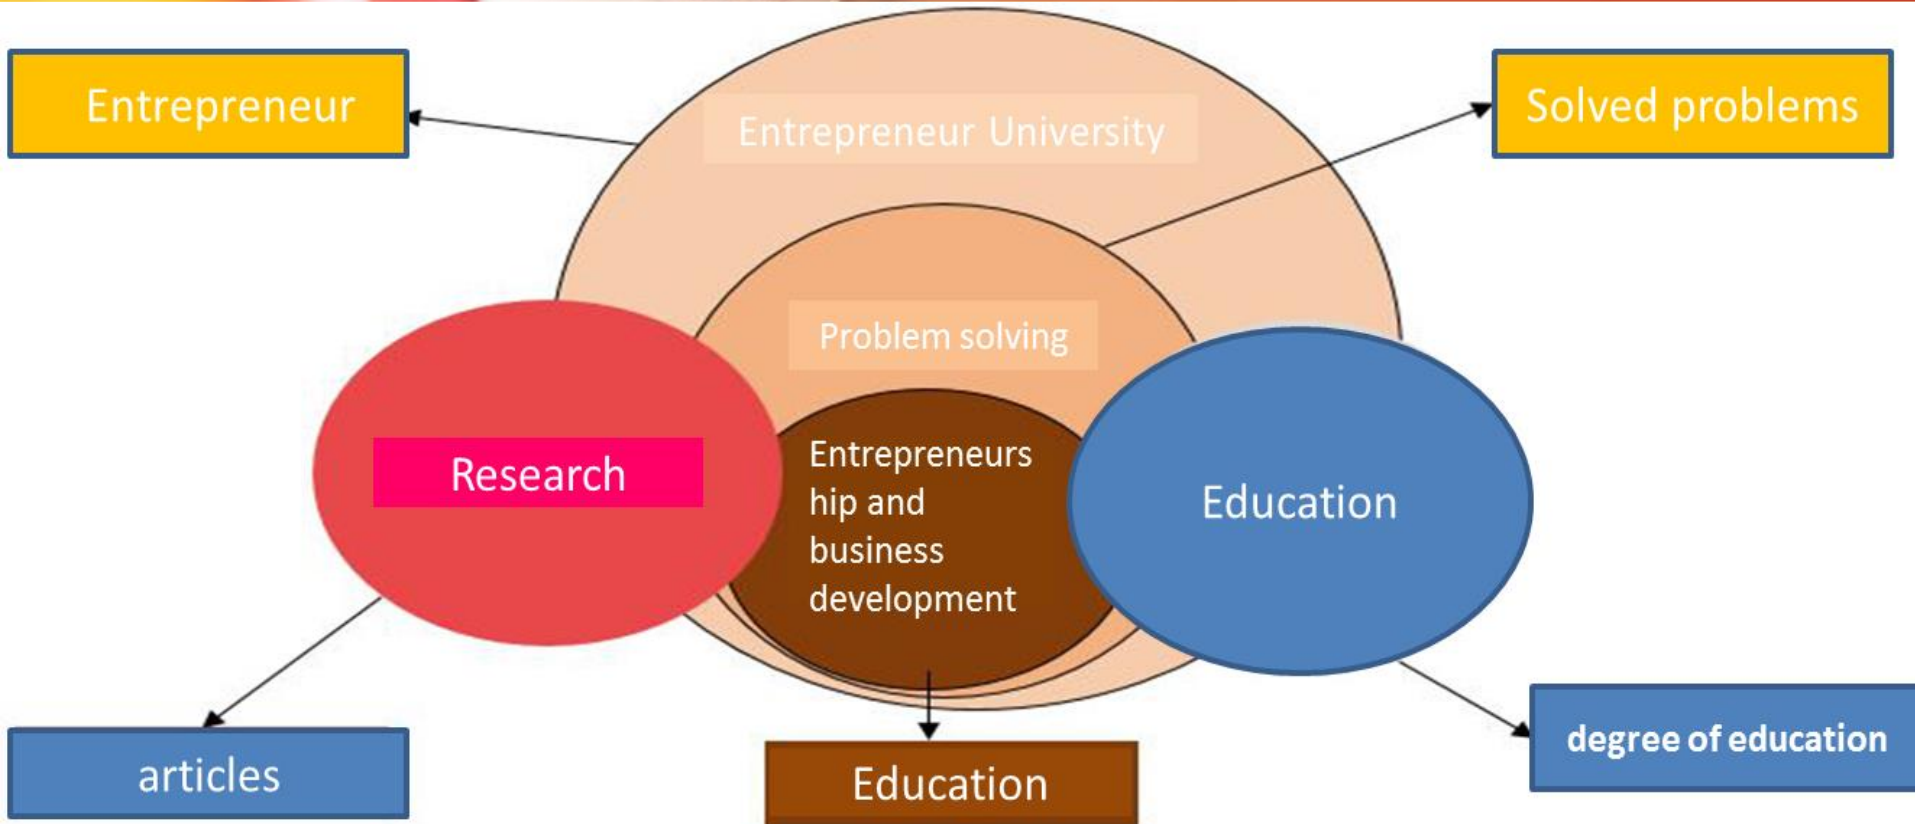 Entrepreneur
Entrepreneur University
Solved problems
Problem solving
Research
Entrepreneurs
hip and
business
development
Education
articles
Education
degree of education